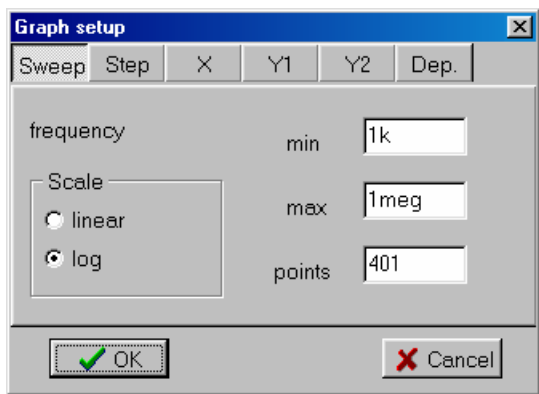 Graph setup
Sweep Step X Y1 Y2 Dep.
frequency
min 1k
Scale
linear
max 1meg
log
points 401
OK Cancel